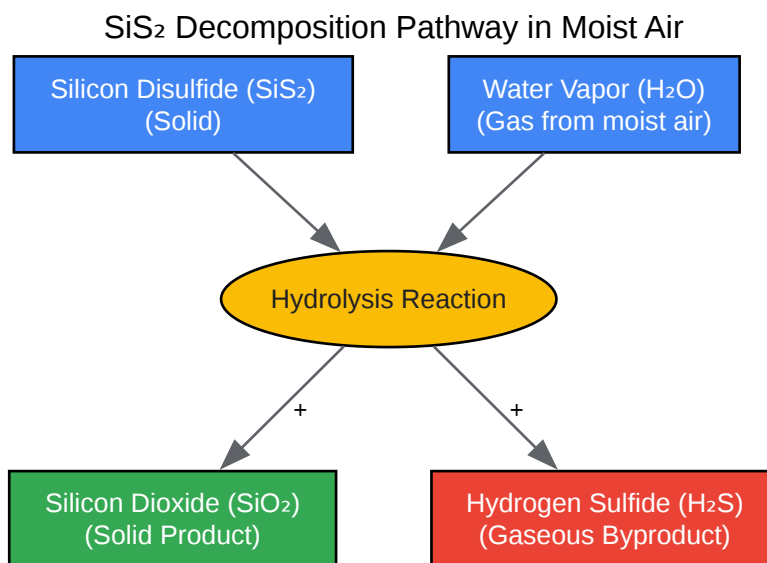 SiS₂ Decomposition Pathway in Moist Air
Silicon Disulfide (SiS₂)
(Solid)
Water Vapor (H₂O)
(Gas from moist air)
Hydrolysis Reaction
+
+
Silicon Dioxide (SiO₂)
(Solid Product)
Hydrogen Sulfide (H₂S)
(Gaseous Byproduct)